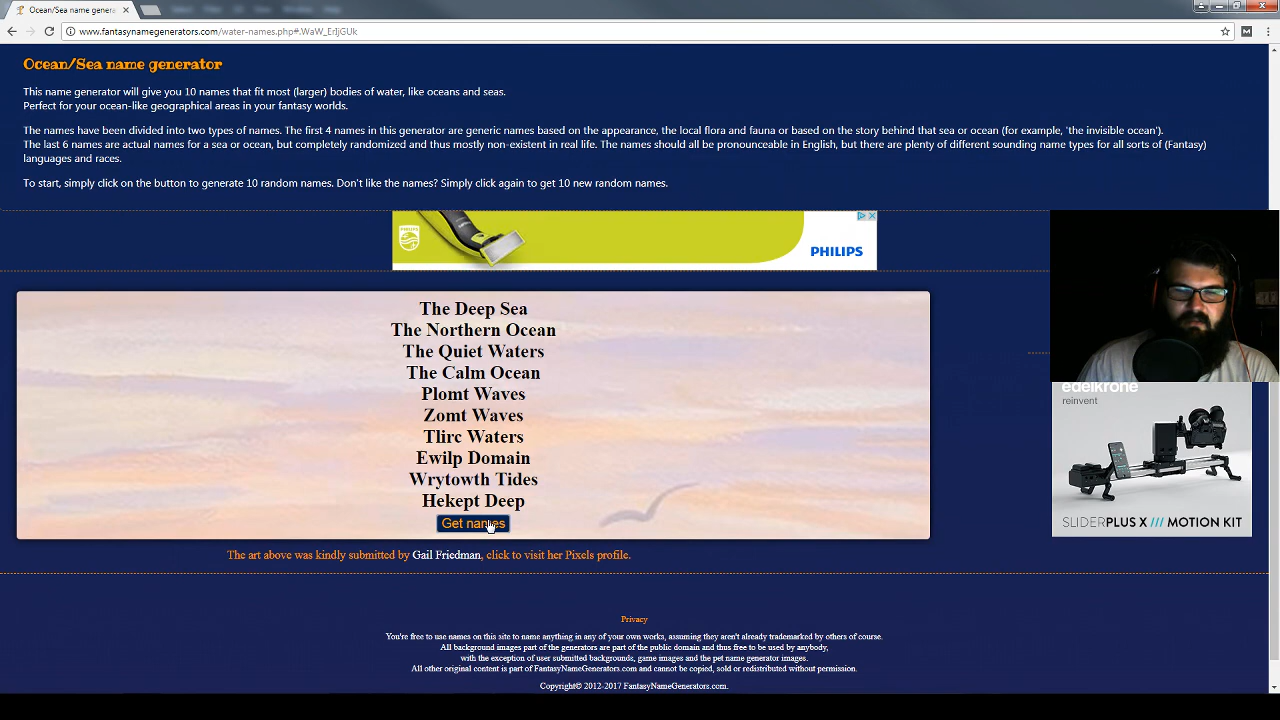 Ocean/Sea name genera
www.fantasynamegenerators.com/water-names.php#.WaW_ErIjGUk
Ocean/Sea name generator
This name generator will give you 10 names that fit most (larger) bodies of water, like oceans and seas.
Perfect for your ocean-like geographical areas in your fantasy worlds.
The names have been divided into two types of names. The first 4 names in this generator are generic names based on the appearance, the local flora and fauna or based on the story behind that sea or ocean (for example, 'the invisible ocean').
The last 6 names are actual names for a sea or ocean, but completely randomized and thus mostly non-existent in real life. The names should all be pronounceable in English, but there are plenty of different sounding name types for all sorts of (Fantasy)
languages and races.
To start, simply click on the button to generate 10 random names. Don't like the names? Simply click again to get 10 new random names.
PHILIPS
PHILIPS
The Deep Sea
The Northern Ocean
The Quiet Waters
The Calm Ocean
Plomt Waves
Zomt Waves
Tlirc Waters
Ewilp Domain
Wrytowth Tides
Hekept Deep
Get names
The art above was kindly submitted by Gail Friedman, click to visit her Pixels profile.
edelkrone
reinvent
SLIDERPLUS X /// MOTION KIT
Privacy
You're free to use names on this site to name anything in any of your own works, assuming they aren't already trademarked by others of course.
All background images part of the generators are part of the public domain and thus free to be used by anybody,
with the exception of user submitted backgrounds, game images and the pet name generator images.
All other original content is part of FantasyNameGenerators.com and cannot be copied, sold or redistributed without permission.
Copyright© 2012-2017 FantasyNameGenerators.com.